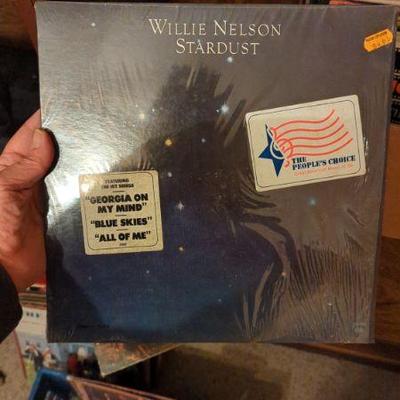 WILLIE NELSON
STARDUST
THE
PEOPLE'S CHOICE
FEATURING
THE HIT SONGS
"GEORGIA ON
MY MIND"
"BLUE SKIES"
"ALL OF ME"